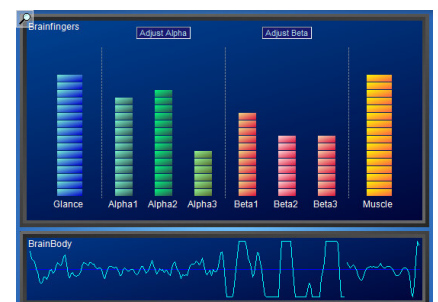 Brainfingers
Adjust Alpha
Adjust Beta
Glance Alpha1 Alpha2 Alpha3 Beta1 Beta2 Beta3 Muscle
BrainBody